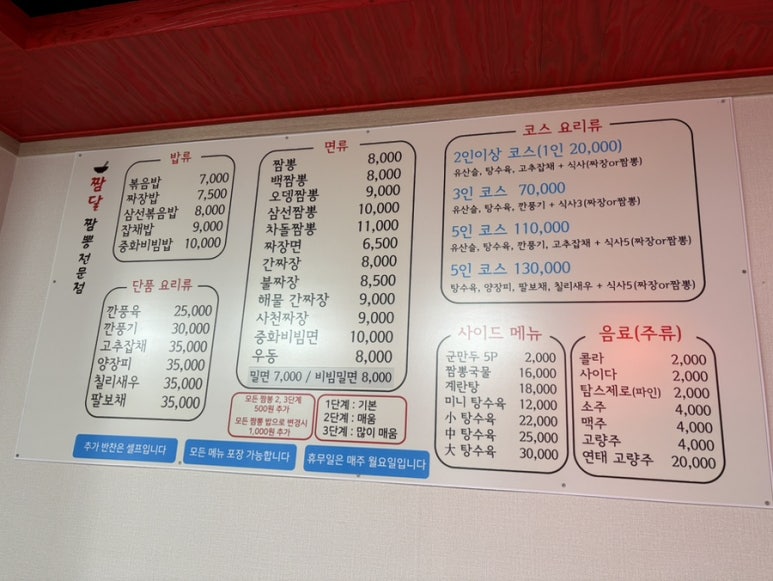 짬달
짬뽕전문점
밥류
볶음밥 7,000
짜장밥 7,500
삼선볶음밥 8,000
잡채밥 9,000
중화비빔밥 10,000
단품 요리류
깐풍육 25,000
깐풍기 30,000
고추잡채 35,000
양장피 35,000
칠리새우 35,000
팔보채 35,000
면류
짬뽕 8,000
백짬뽕 8,000
오뎅짬뽕 9,000
삼선짬뽕 10,000
차돌짬뽕 11,000
짜장면 6,500
간짜장 8,000
불짜장 8,500
해물 간짜장 9,000
사천짜장 9,000
중화비빔면 10,000
우동 8,000
밀면 7,000 / 비빔밀면 8,000
모든 짬뽕 2, 3단계
500원 추가
모든 짬뽕 밥으로 변경시
1,000원 추가
1단계 : 기본
2단계 : 매움
3단계 : 많이 매움
코스 요리류
2인이상 코스(1인 20,000)
유산슬, 탕수육, 고추잡채 + 식사(짜장or짬뽕)
3인 코스 70,000
유산슬, 탕수육, 깐풍기 + 식사3(짜장or짬뽕)
5인 코스 110,000
유산슬, 탕수육, 깐풍기, 고추잡채 + 식사5(짜장or짬뽕)
5인 코스 130,000
탕수육, 양장피, 팔보채, 칠리새우 + 식사5(짜장or짬뽕)
사이드 메뉴
군만두 5P 2,000
짬뽕국물 16,000
계란탕 18,000
미니 탕수육 12,000
小 탕수육 22,000
中 탕수육 25,000
大 탕수육 30,000
음료(주류)
콜라 2,000
사이다 2,000
탐스제로(파인) 2,000
소주 4,000
맥주 4,000
고량주 4,000
연태 고량주 20,000
추가 반찬은 셀프입니다
모든 메뉴 포장 가능합니다
휴무일은 매주 월요일입니다